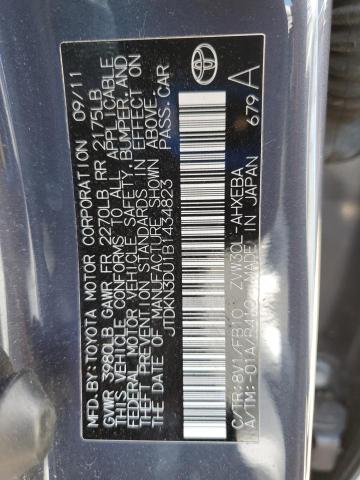 MFD. BY: TOYOTA MOTOR CORPORATION 09/11
GVWR 3980LB GAWR FR 2270LB RR 2175LB
THIS VEHICLE CONFORMS TO ALL APPLICABLE
FEDERAL MOTOR VEHICLE SAFETY, BUMPER, AND
THEFT PREVENTION STANDARDS IN EFFECT ON
THE DATE OF MANUFACTURE SHOWN ABOVE.
JTDKN3DU1B1434823 PASS. CAR
C/TR: 8V1/FB10 ZVW30L-AHXEBA
A/TM: -01A/P410 MADE IN JAPAN 679 A